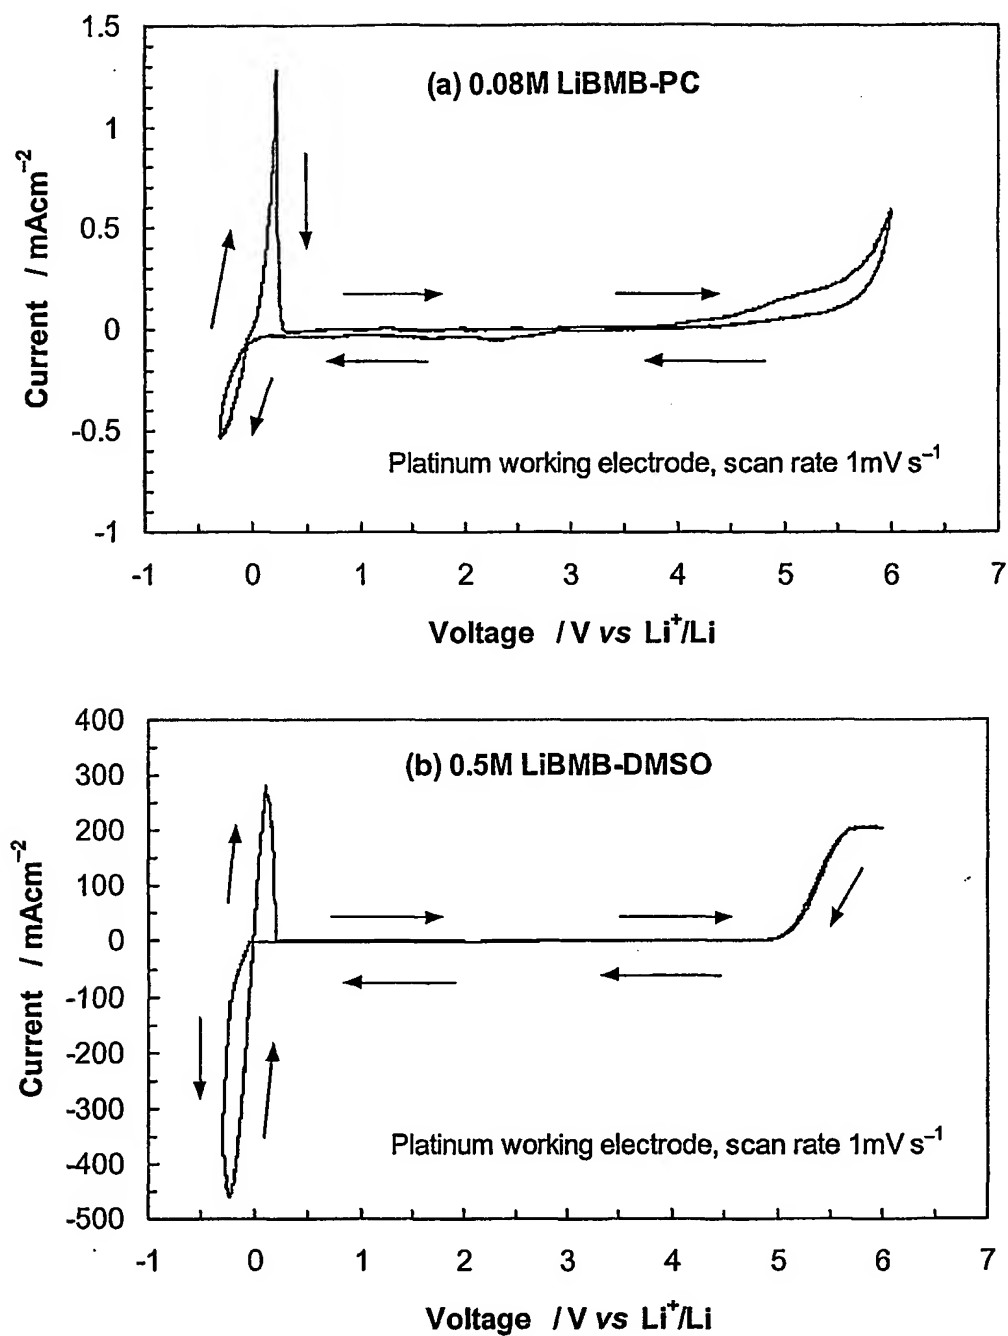 (a) 0.08M LiBMB-PC
1.5
1
0.5
0
-0.5
-1
Current / mAcm⁻²
Platinum working electrode, scan rate 1mV s⁻¹
-1 0 1 2 3 4 5 6 7
Voltage / V vs Li⁺/Li
(b) 0.5M LiBMB-DMSO
400
300
200
100
0
-100
-200
-300
-400
-500
Current / mAcm⁻²
Platinum working electrode, scan rate 1mV s⁻¹
-1 0 1 2 3 4 5 6 7
Voltage / V vs Li⁺/Li